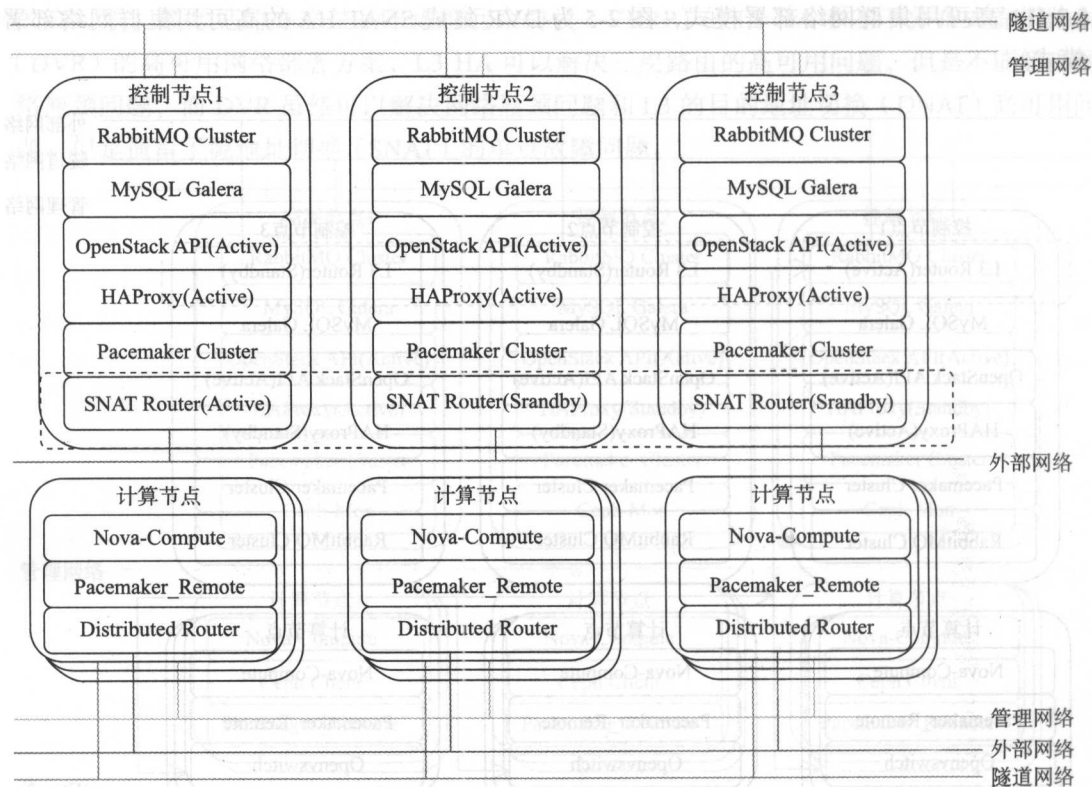 隧道网络
管理网络
控制节点1
RabbitMQ Cluster
MySQL Galera
OpenStack API(Active)
HAProxy(Active)
Pacemaker Cluster
SNAT Router(Active)
控制节点2
RabbitMQ Cluster
MySQL Galera
OpenStack API(Active)
HAProxy(Active)
Pacemaker Cluster
SNAT Router(Srandby)
控制节点3
RabbitMQ Cluster
MySQL Galera
OpenStack API(Active)
HAProxy(Active)
Pacemaker Cluster
SNAT Router(Srandby)
外部网络
计算节点
Nova-Compute
Pacemaker_Remote
Distributed Router
计算节点
Nova-Compute
Pacemaker_Remote
Distributed Router
计算节点
Nova-Compute
Pacemaker_Remote
Distributed Router
管理网络
外部网络
隧道网络